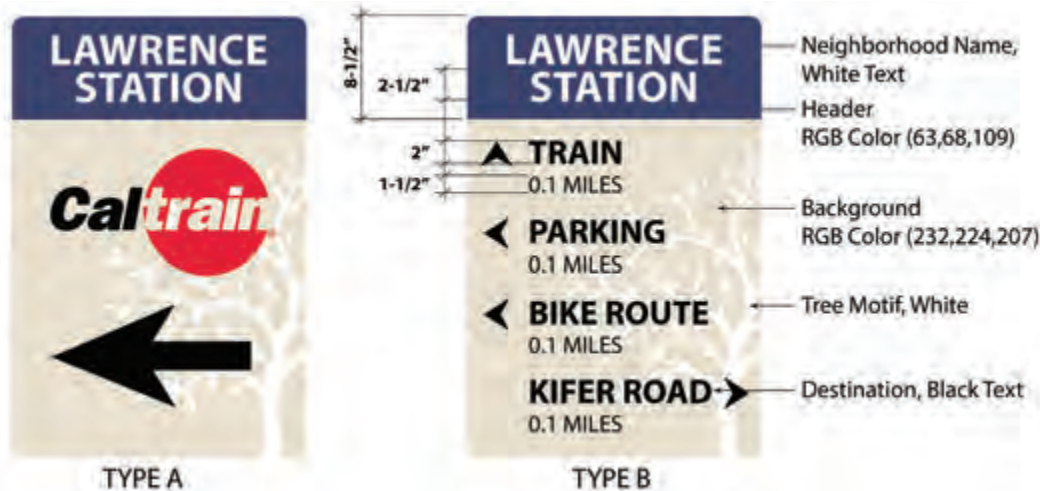 LAWRENCE
STATION
Caltrain
TYPE A
8-1/2"
2-1/2"
2"
1-1/2"
LAWRENCE
STATION
TRAIN
0.1 MILES
PARKING
0.1 MILES
BIKE ROUTE
0.1 MILES
KIFER ROAD
0.1 MILES
TYPE B
Neighborhood Name,
White Text
Header
RGB Color (63,68,109)
Background
RGB Color (232,224,207)
Tree Motif, White
Destination, Black Text